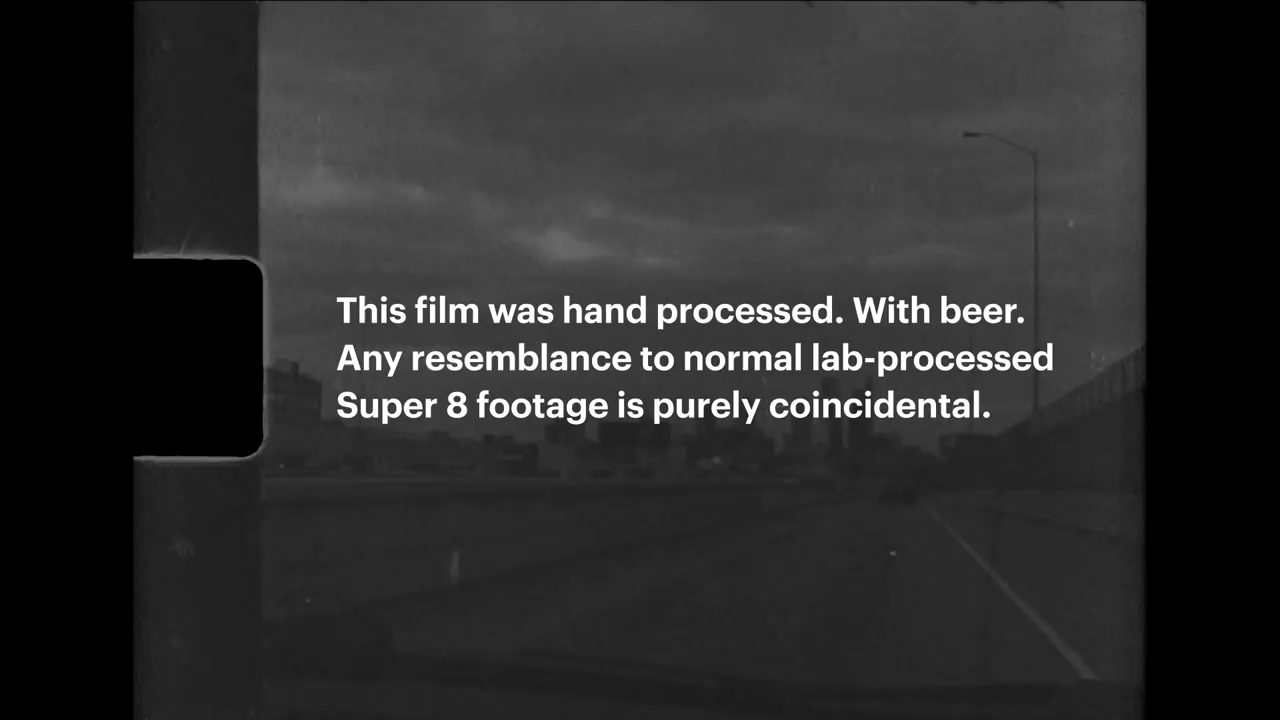 This film was hand processed. With beer.
Any resemblance to normal lab-processed
Super 8 footage is purely coincidental.